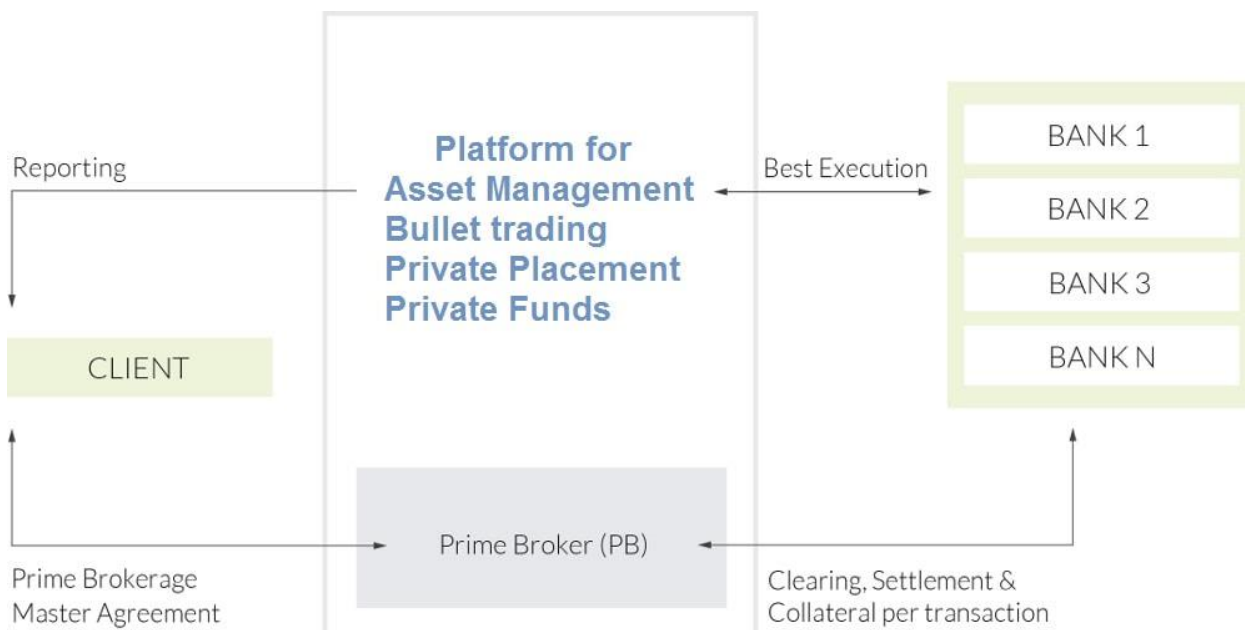 Platform for
Asset Management
Bullet trading
Private Placement
Private Funds
Reporting
Best Execution
BANK 1
BANK 2
BANK 3
BANK N
CLIENT
Prime Broker (PB)
Prime Brokerage
Master Agreement
Clearing, Settlement &
Collateral per transaction